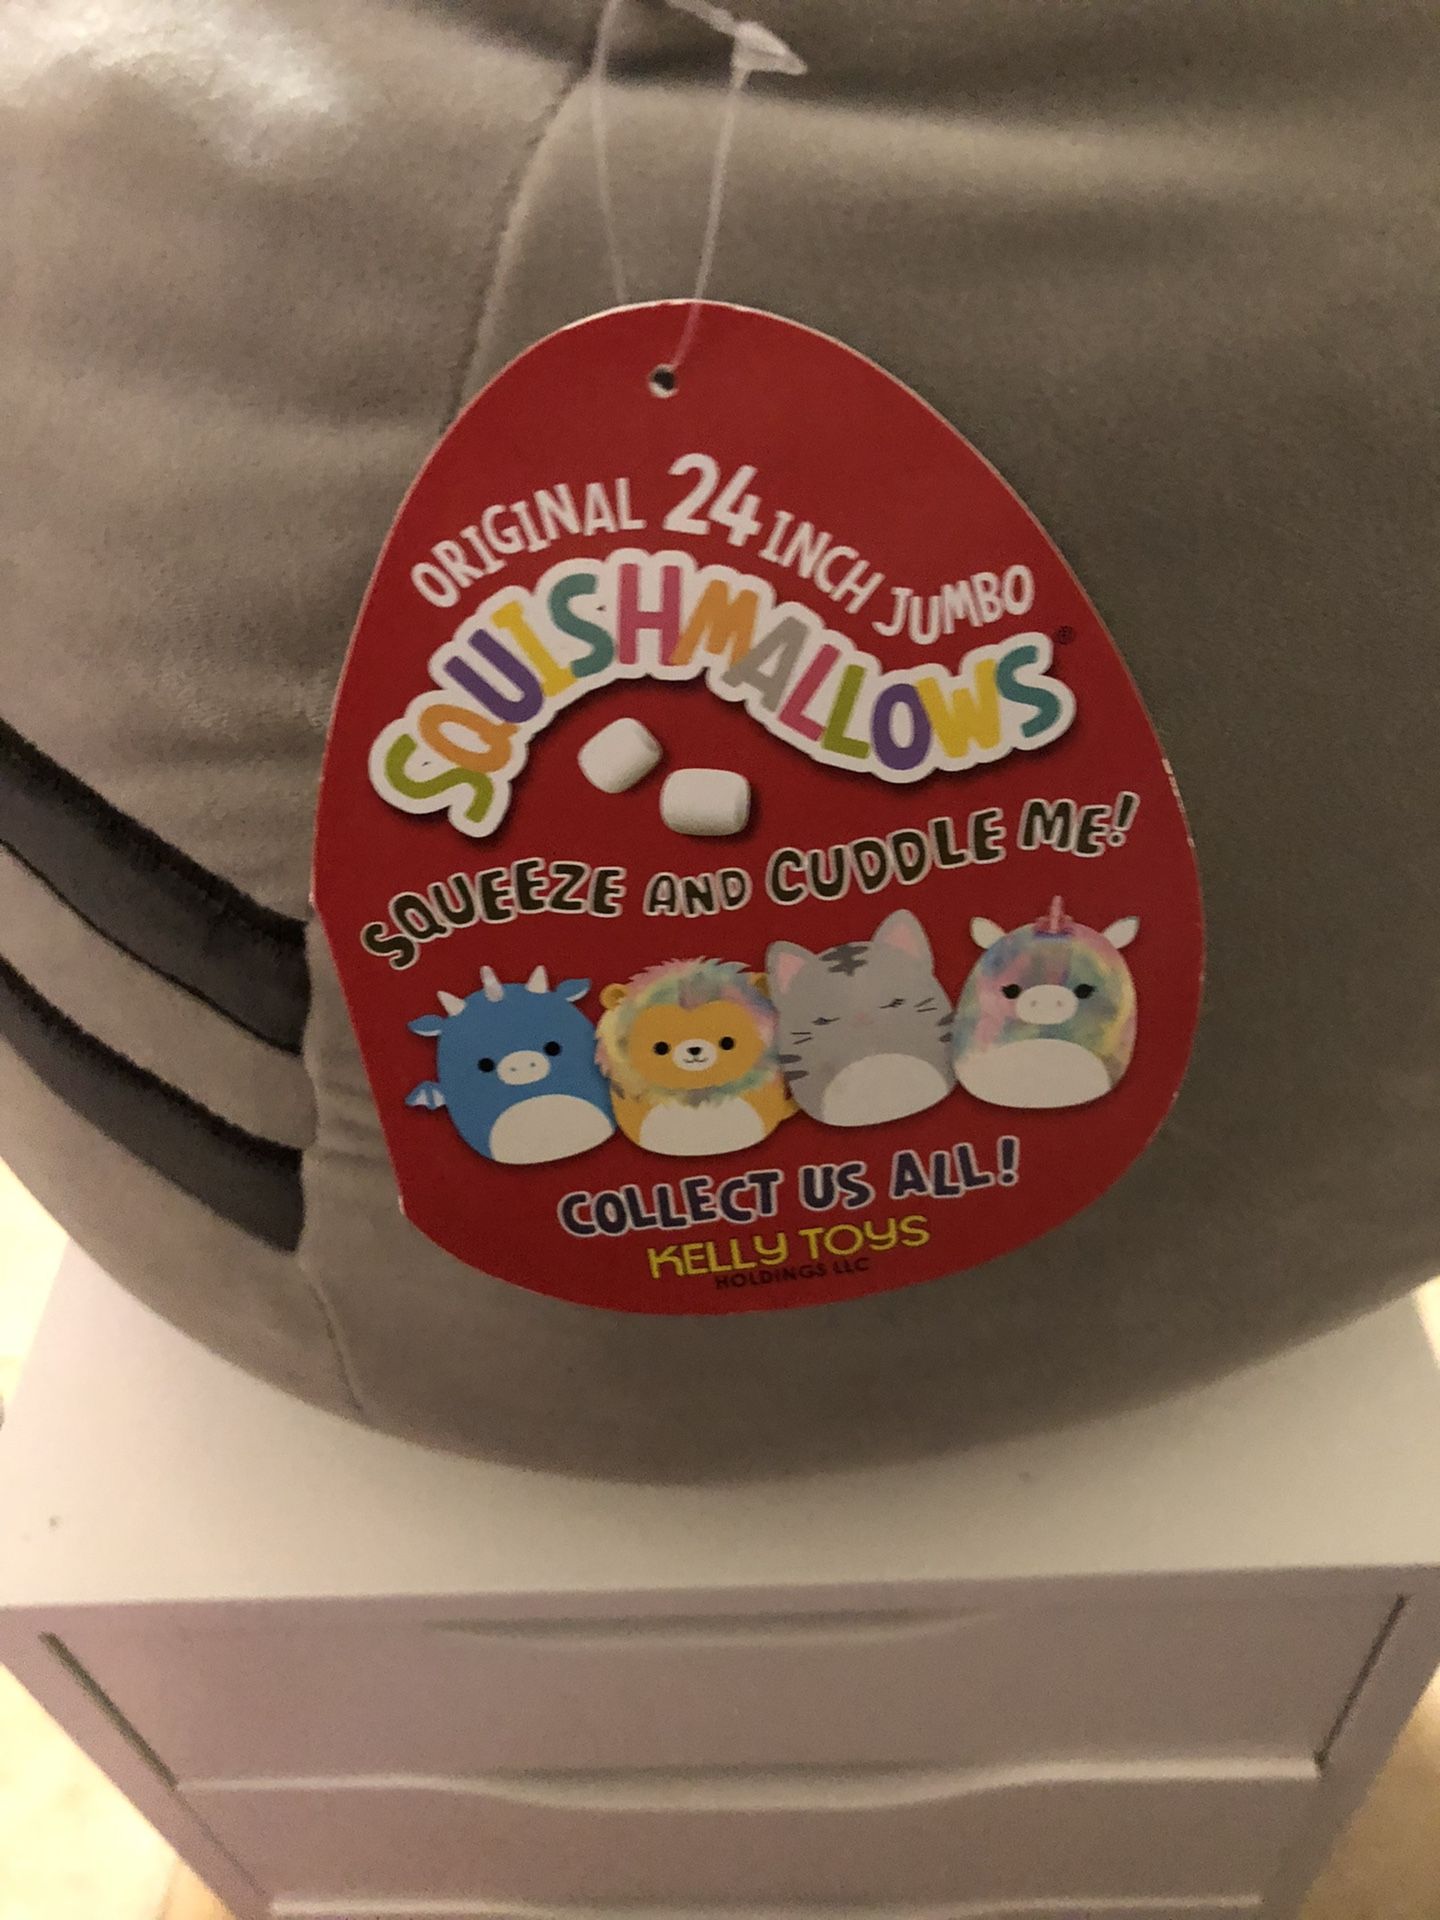 ORIGINAL 24 INCH JUMBO
SQUISHMALLOWS®
SQUEEZE AND CUDDLE ME!
COLLECT US ALL!
KELLY TOYS
HOLDINGS LLC